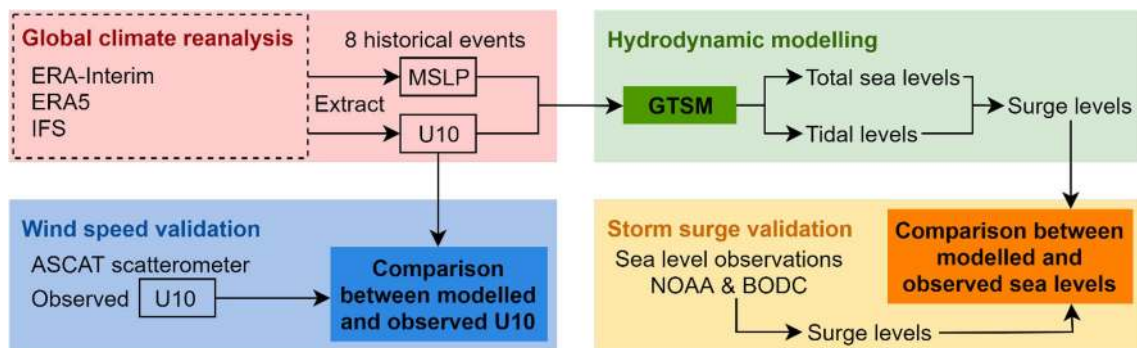 Global climate reanalysis
ERA-Interim
ERA5
IFS
8 historical events
MSLP
Extract
U10
Hydrodynamic modelling
GTSM
Total sea levels
Tidal levels
Surge levels
Wind speed validation
ASCAT scatterometer
Observed U10
Comparison
between modelled
and observed U10
Storm surge validation
Sea level observations
NOAA & BODC
Surge levels
Comparison between
modelled and
observed sea levels